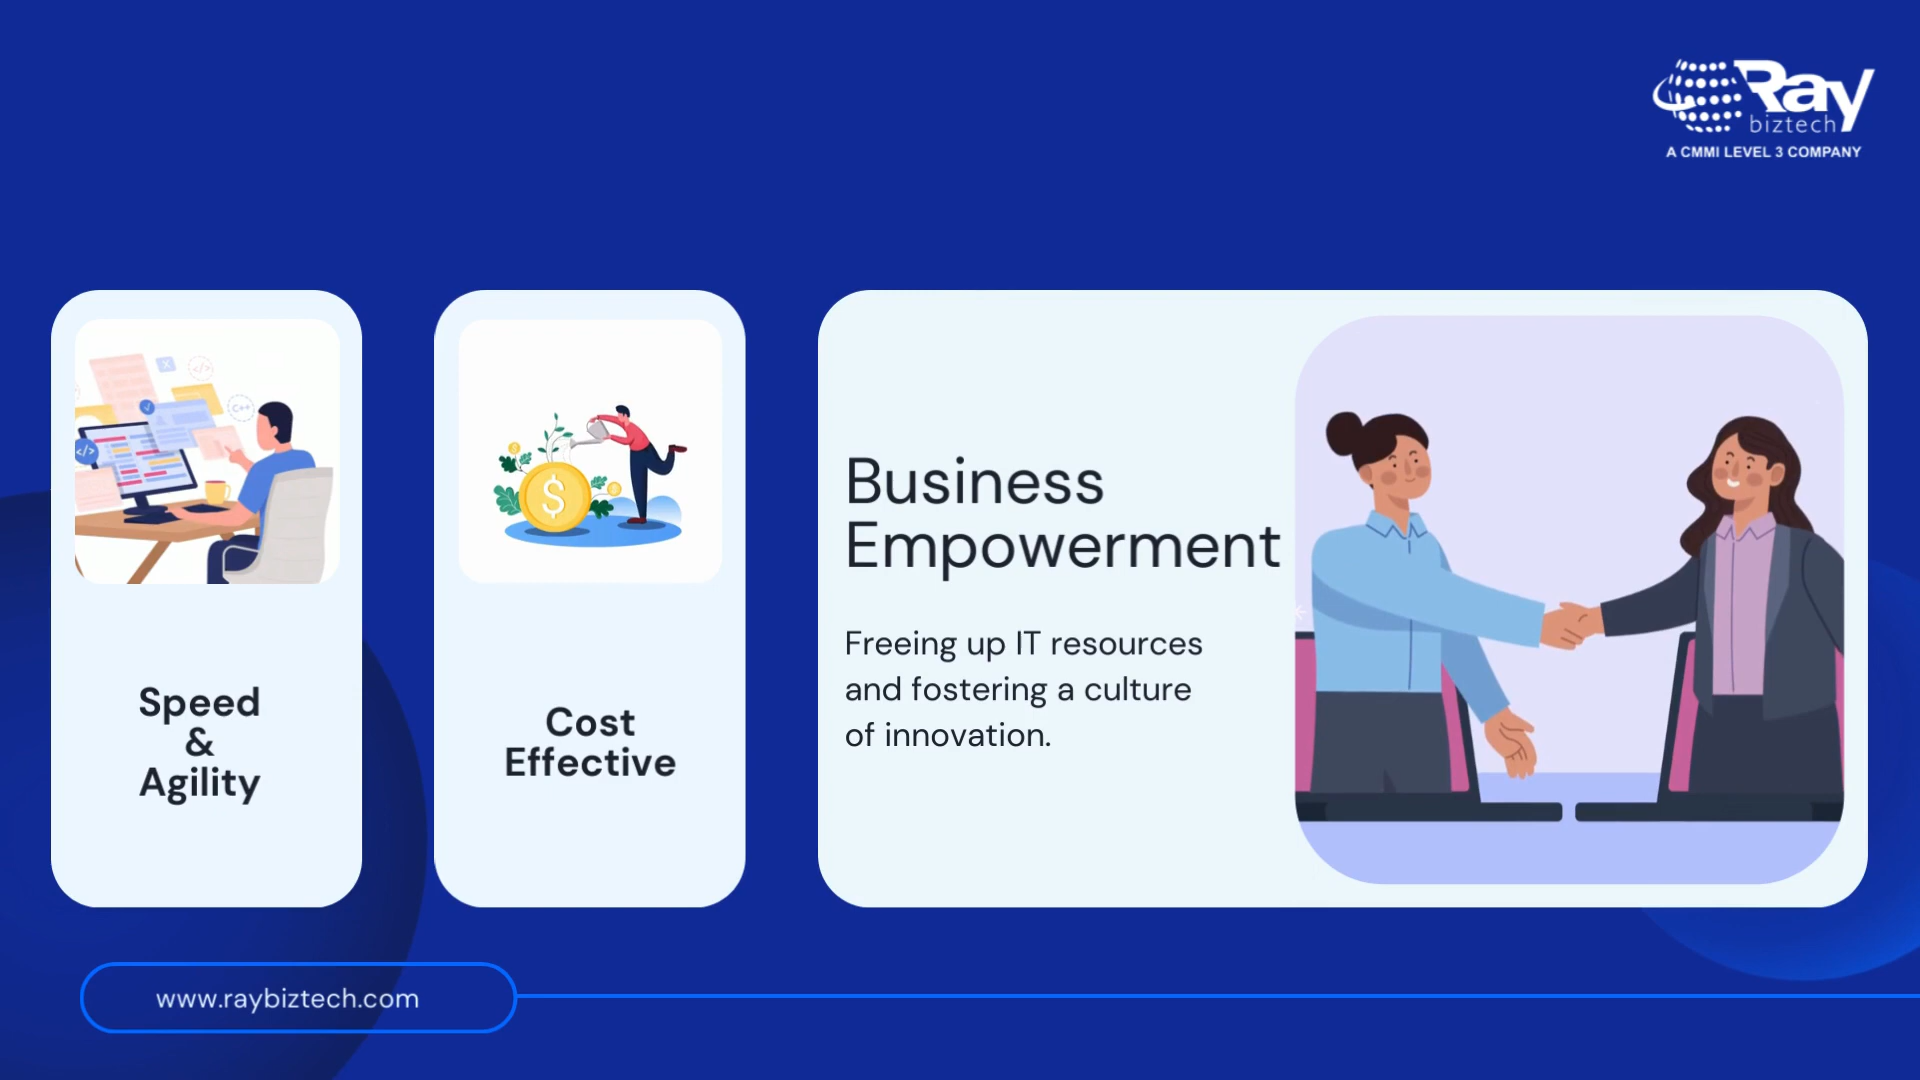 Ray
biztech
A CMMI LEVEL 3 COMPANY
X
</>
C++
</>
Speed
&
Agility
$
$
$
Cost
Effective
Business
Empowerment
Freeing up IT resources
and fostering a culture
of innovation.
www.raybiztech.com